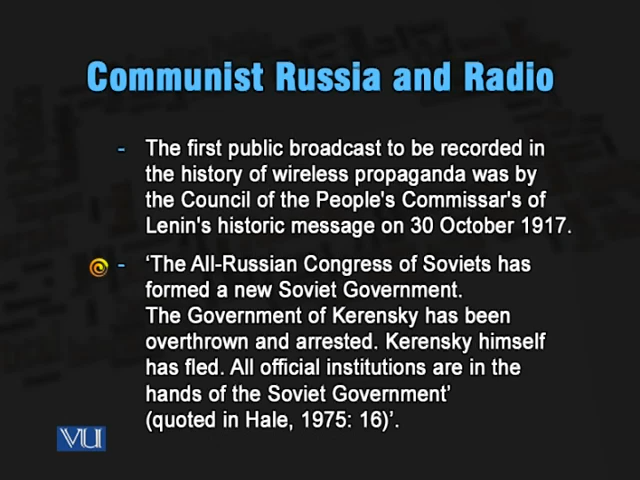 Communist Russia and Radio
- The first public broadcast to be recorded in
the history of wireless propaganda was by
the Council of the People's Commissar's of
Lenin's historic message on 30 October 1917.
- ‘The All-Russian Congress of Soviets has
formed a new Soviet Government.
The Government of Kerensky has been
overthrown and arrested. Kerensky himself
has fled. All official institutions are in the
hands of the Soviet Government’
(quoted in Hale, 1975: 16)’.
VU